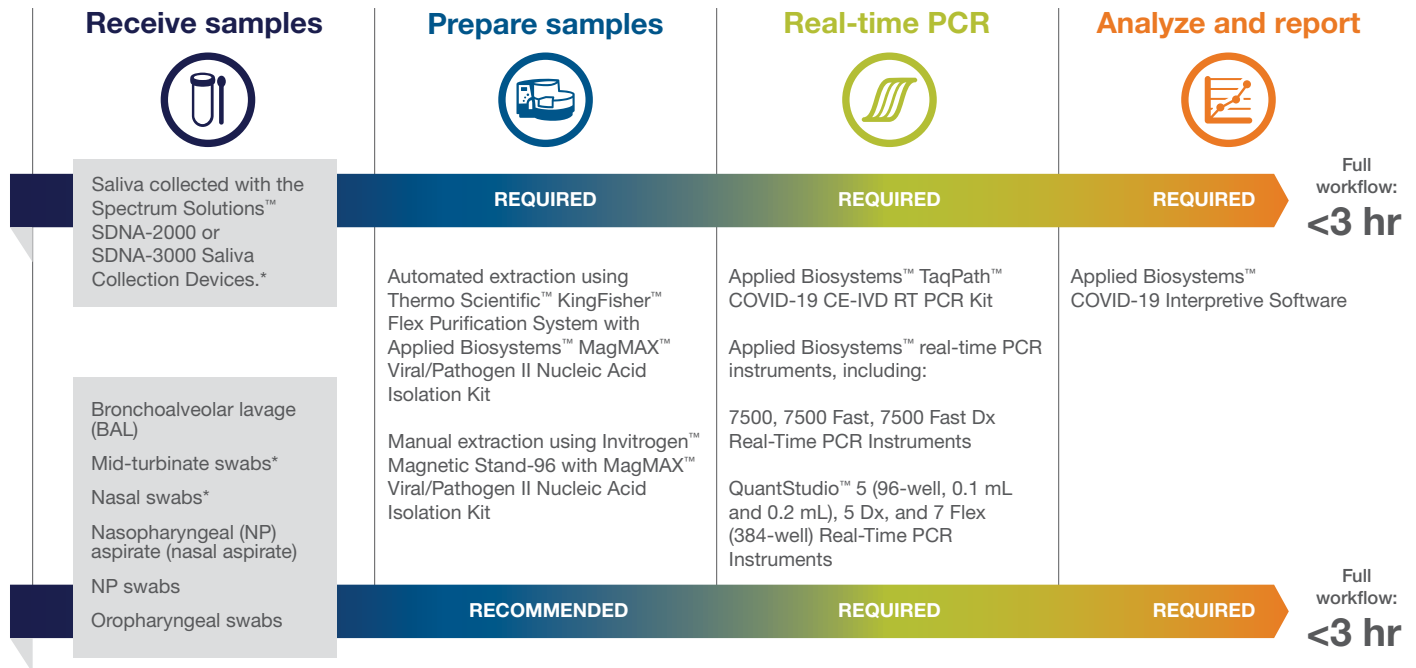 Receive samples
Prepare samples
Real-time PCR
Analyze and report
Saliva collected with the
Spectrum Solutions™
SDNA-2000 or
SDNA-3000 Saliva
Collection Devices.*
REQUIRED
REQUIRED
REQUIRED
Full
workflow:
<3 hr
Automated extraction using
Thermo Scientific™ KingFisher™
Flex Purification System with
Applied Biosystems™ MagMAX™
Viral/Pathogen II Nucleic Acid
Isolation Kit
Manual extraction using Invitrogen™
Magnetic Stand-96 with MagMAX™
Viral/Pathogen II Nucleic Acid
Isolation Kit
Applied Biosystems™ TaqPath™
COVID-19 CE-IVD RT PCR Kit
Applied Biosystems™ real-time PCR
instruments, including:
7500, 7500 Fast, 7500 Fast Dx
Real-Time PCR Instruments
QuantStudio™ 5 (96-well, 0.1 mL
and 0.2 mL), 5 Dx, and 7 Flex
(384-well) Real-Time PCR
Instruments
Applied Biosystems™
COVID-19 Interpretive Software
Bronchoalveolar lavage
(BAL)
Mid-turbinate swabs*
Nasal swabs*
Nasopharyngeal (NP)
aspirate (nasal aspirate)
NP swabs
Oropharyngeal swabs
RECOMMENDED
REQUIRED
REQUIRED
Full
workflow:
<3 hr